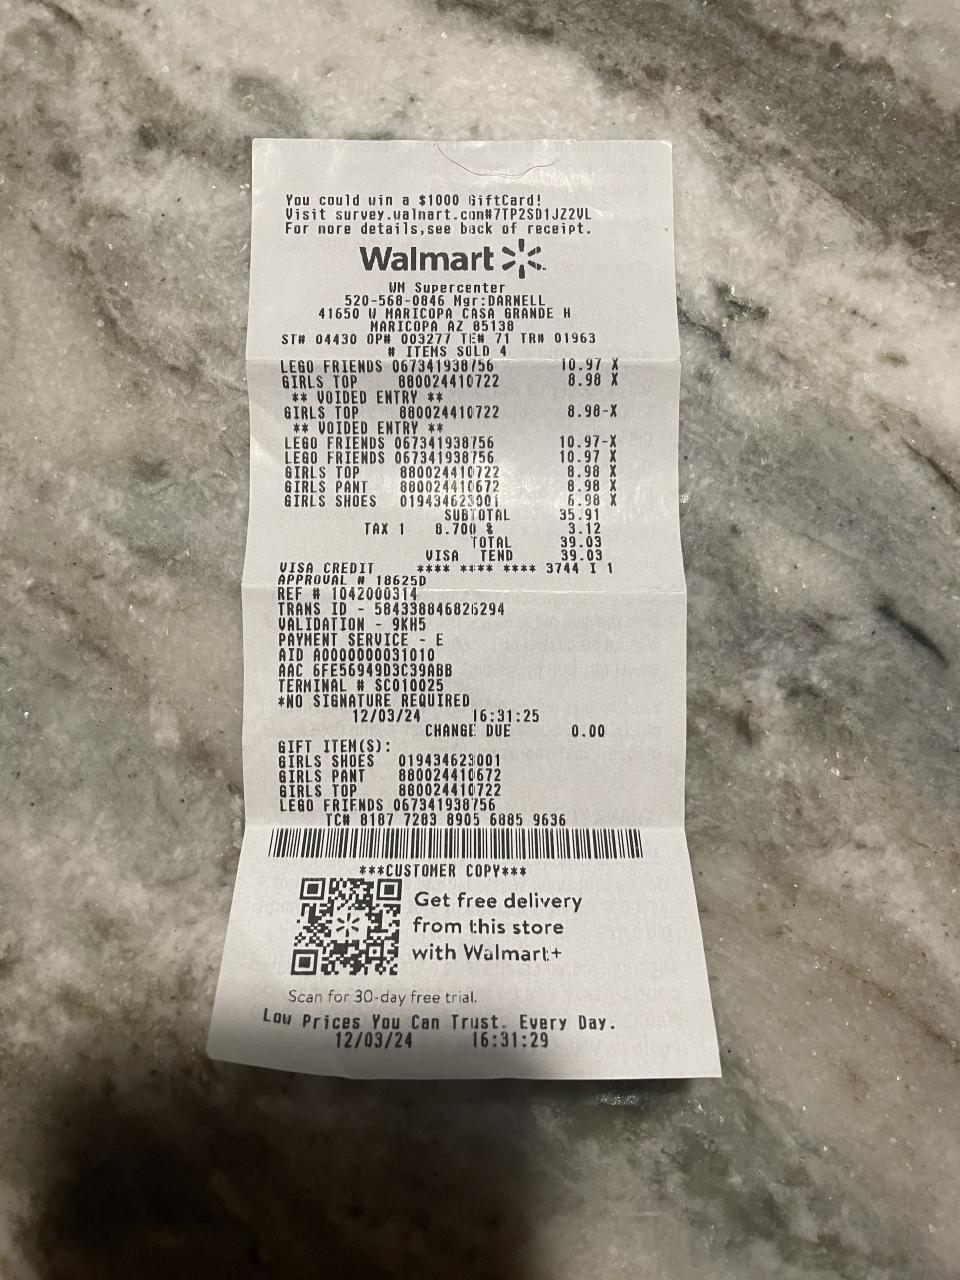 You could win a $1000 GiftCard!
Visit survey.walmart.com#7TP2SD1JZ2VL
For more details,see back of receipt.
Walmart
WM Supercenter
520-568-0846 Mgr:DARNELL
41650 W MARICOPA CASA GRANDE H
MARICOPA AZ 85138
ST# 04430 OP# 003277 TE# 71 TR# 01963
# ITEMS SOLD 4
LEGO FRIENDS 067341938756 10.97 X
GIRLS TOP 880024410722 8.98 X
** VOIDED ENTRY **
GIRLS TOP 880024410722 8.98-X
** VOIDED ENTRY **
LEGO FRIENDS 067341938756 10.97-X
LEGO FRIENDS 067341938756 10.97 X
GIRLS TOP 880024410722 8.98 X
GIRLS PANT 880024410672 8.98 X
GIRLS SHOES 019434623001 6.98 X
SUBTOTAL 35.91
TAX 1 8.700 % 3.12
TOTAL 39.03
VISA TEND 39.03
VISA CREDIT **** **** **** 3744 I 1
APPROVAL # 18625D
REF # 1042000314
TRANS ID - 584338846826294
VALIDATION - 9KH5
PAYMENT SERVICE - E
AID A0000000031010
AAC 6FE56949D3C39ABB
TERMINAL # SC010025
*NO SIGNATURE REQUIRED
12/03/24 16:31:25
CHANGE DUE 0.00
GIFT ITEM(S):
GIRLS SHOES 019434623001
GIRLS PANT 880024410672
GIRLS TOP 880024410722
LEGO FRIENDS 067341938756
TC# 8187 7283 8905 6885 9636
***CUSTOMER COPY***
Get free delivery
from this store
with Walmart+
Scan for 30-day free trial.
Low Prices You Can Trust. Every Day.
12/03/24 16:31:29